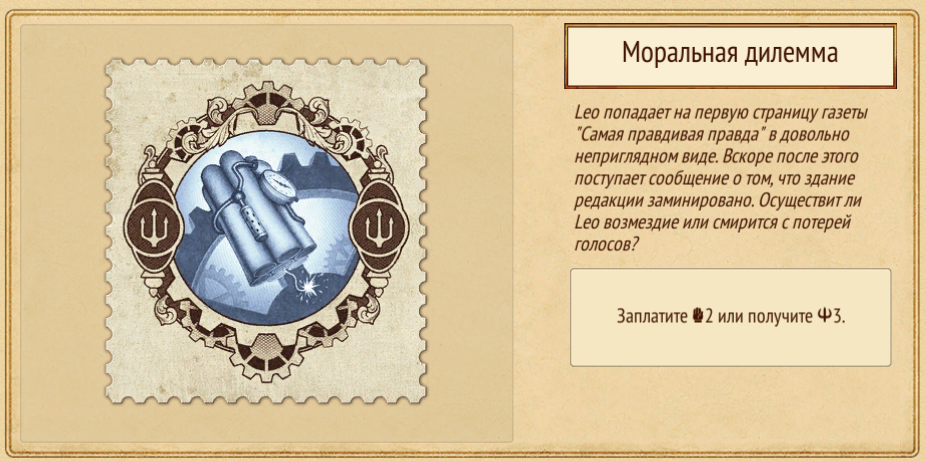 Моральная дилемма
Leo попадает на первую страницу газеты
"Самая правдивая правда" в довольно
неприглядном виде. Вскоре после этого
поступает сообщение о том, что здание
редакции заминировано. Осуществит ли
Leo возмездие или смирится с потерей
голосов?
Заплатите 2 или получите 3.